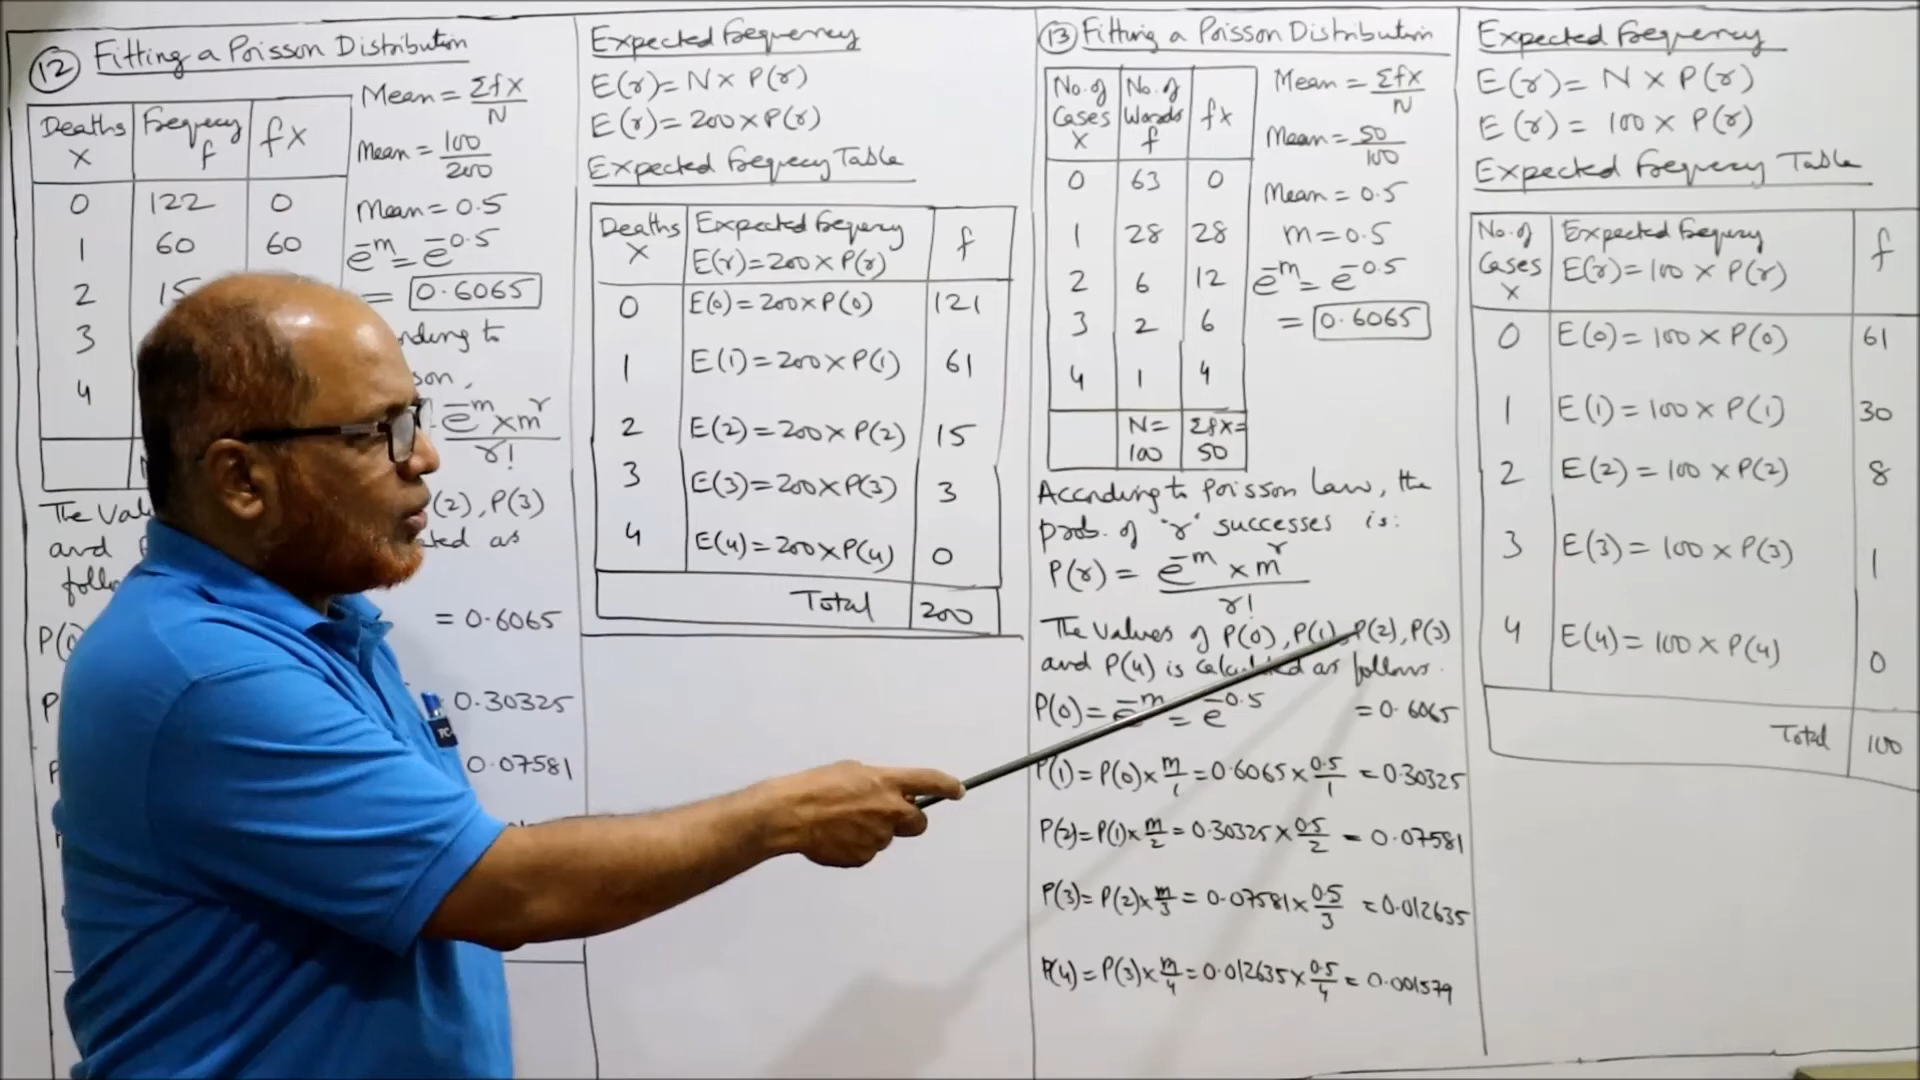 12 Fitting a Poisson Distribution
Deaths X | Frequency f | fX
0 | 122 | 0
1 | 60 | 60
2 | 15
3
4
Mean = Σfx/N
Mean = 100/200
Mean = 0.5
e^-m = e^-0.5
= 0.6065
e^-m × m^r / r!
(2), P(3)
The
and
as
= 0.6065
0.30325
0.07581
Expected Frequency
E(r) = N × P(r)
E(r) = 200 × P(r)
Expected Frequency Table
Deaths X | Expected Frequency E(r) = 200 × P(r) | f
0 | E(0) = 200 × P(0) | 121
1 | E(1) = 200 × P(1) | 61
2 | E(2) = 200 × P(2) | 15
3 | E(3) = 200 × P(3) | 3
4 | E(4) = 200 × P(4) | 0
Total | 200
13 Fitting a Poisson Distribution
No. of Cases X | No. of Words f | fx
0 | 63 | 0
1 | 28 | 28
2 | 6 | 12
3 | 2 | 6
4 | 1 | 4
N = 100 | Σfx = 50
Mean = Σfx/N
Mean = 50/100
Mean = 0.5
m = 0.5
e^-m = e^-0.5
= 0.6065
According to Poisson Law, the
prob. of 'r' successes is:
P(r) = e^-m × m^r / r!
The values of P(0), P(1), P(2), P(3)
and P(4) is calculated as follows.
P(0) = e^-m = e^-0.5 = 0.6065
P(1) = P(0) × m/1 = 0.6065 × 0.5/1 = 0.30325
P(2) = P(1) × m/2 = 0.30325 × 0.5/2 = 0.07581
P(3) = P(2) × m/3 = 0.07581 × 0.5/3 = 0.012635
P(4) = P(3) × m/4 = 0.012635 × 0.5/4 = 0.001579
Expected Frequency
E(r) = N × P(r)
E(r) = 100 × P(r)
Expected Frequency Table
No. of Cases X | Expected Frequency E(r) = 100 × P(r) | f
0 | E(0) = 100 × P(0) | 61
1 | E(1) = 100 × P(1) | 30
2 | E(2) = 100 × P(2) | 8
3 | E(3) = 100 × P(3) | 1
4 | E(4) = 100 × P(4) | 0
Total | 100